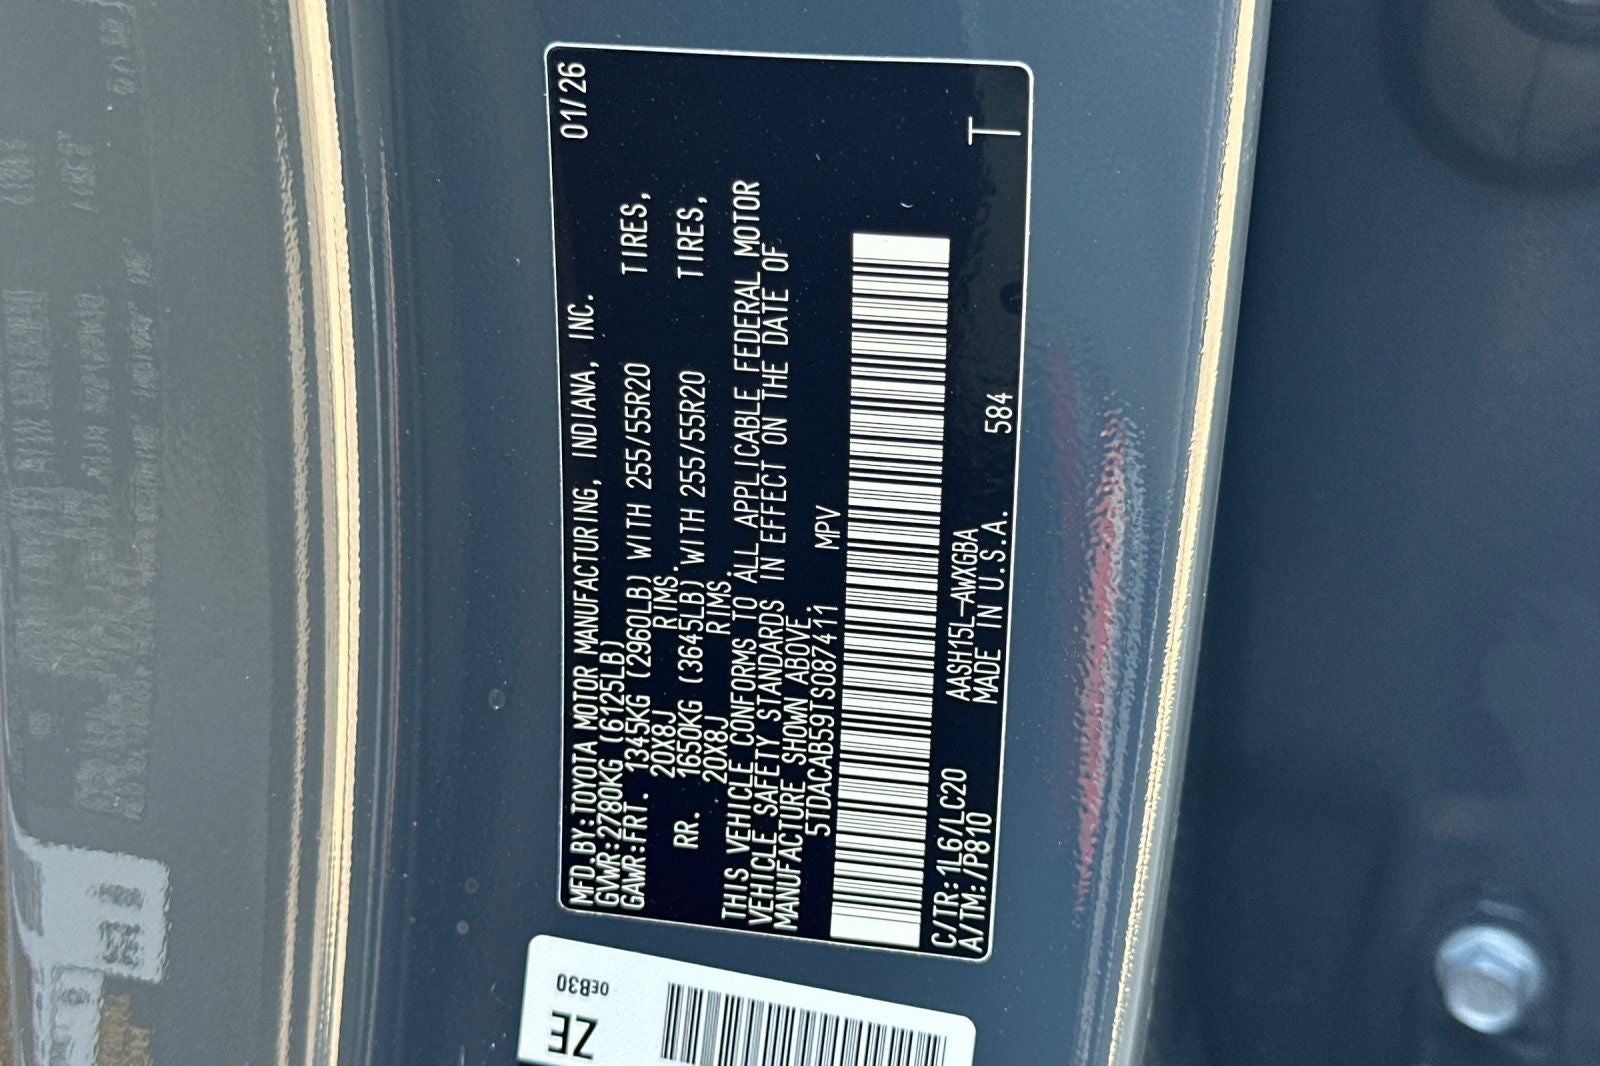 MFD.BY:TOYOTA MOTOR MANUFACTURING, INDIANA, INC. 01/26
GVWR:2780KG (6125LB)
GAWR:FRT. 1345KG (2960LB) WITH 255/55R20 TIRES,
20X8J RIMS.
RR. 1650KG (3645LB) WITH 255/55R20 TIRES,
20X8J RIMS.
THIS VEHICLE CONFORMS TO ALL APPLICABLE FEDERAL MOTOR
VEHICLE SAFETY STANDARDS IN EFFECT ON THE DATE OF
MANUFACTURE SHOWN ABOVE.
5TDACAB59TS087411 MPV
C/TR:1L6/LC20 AASH15L-AWXGBA
A/TM:/P810 MADE IN U.S.A. 584 T
0EB30
ZE